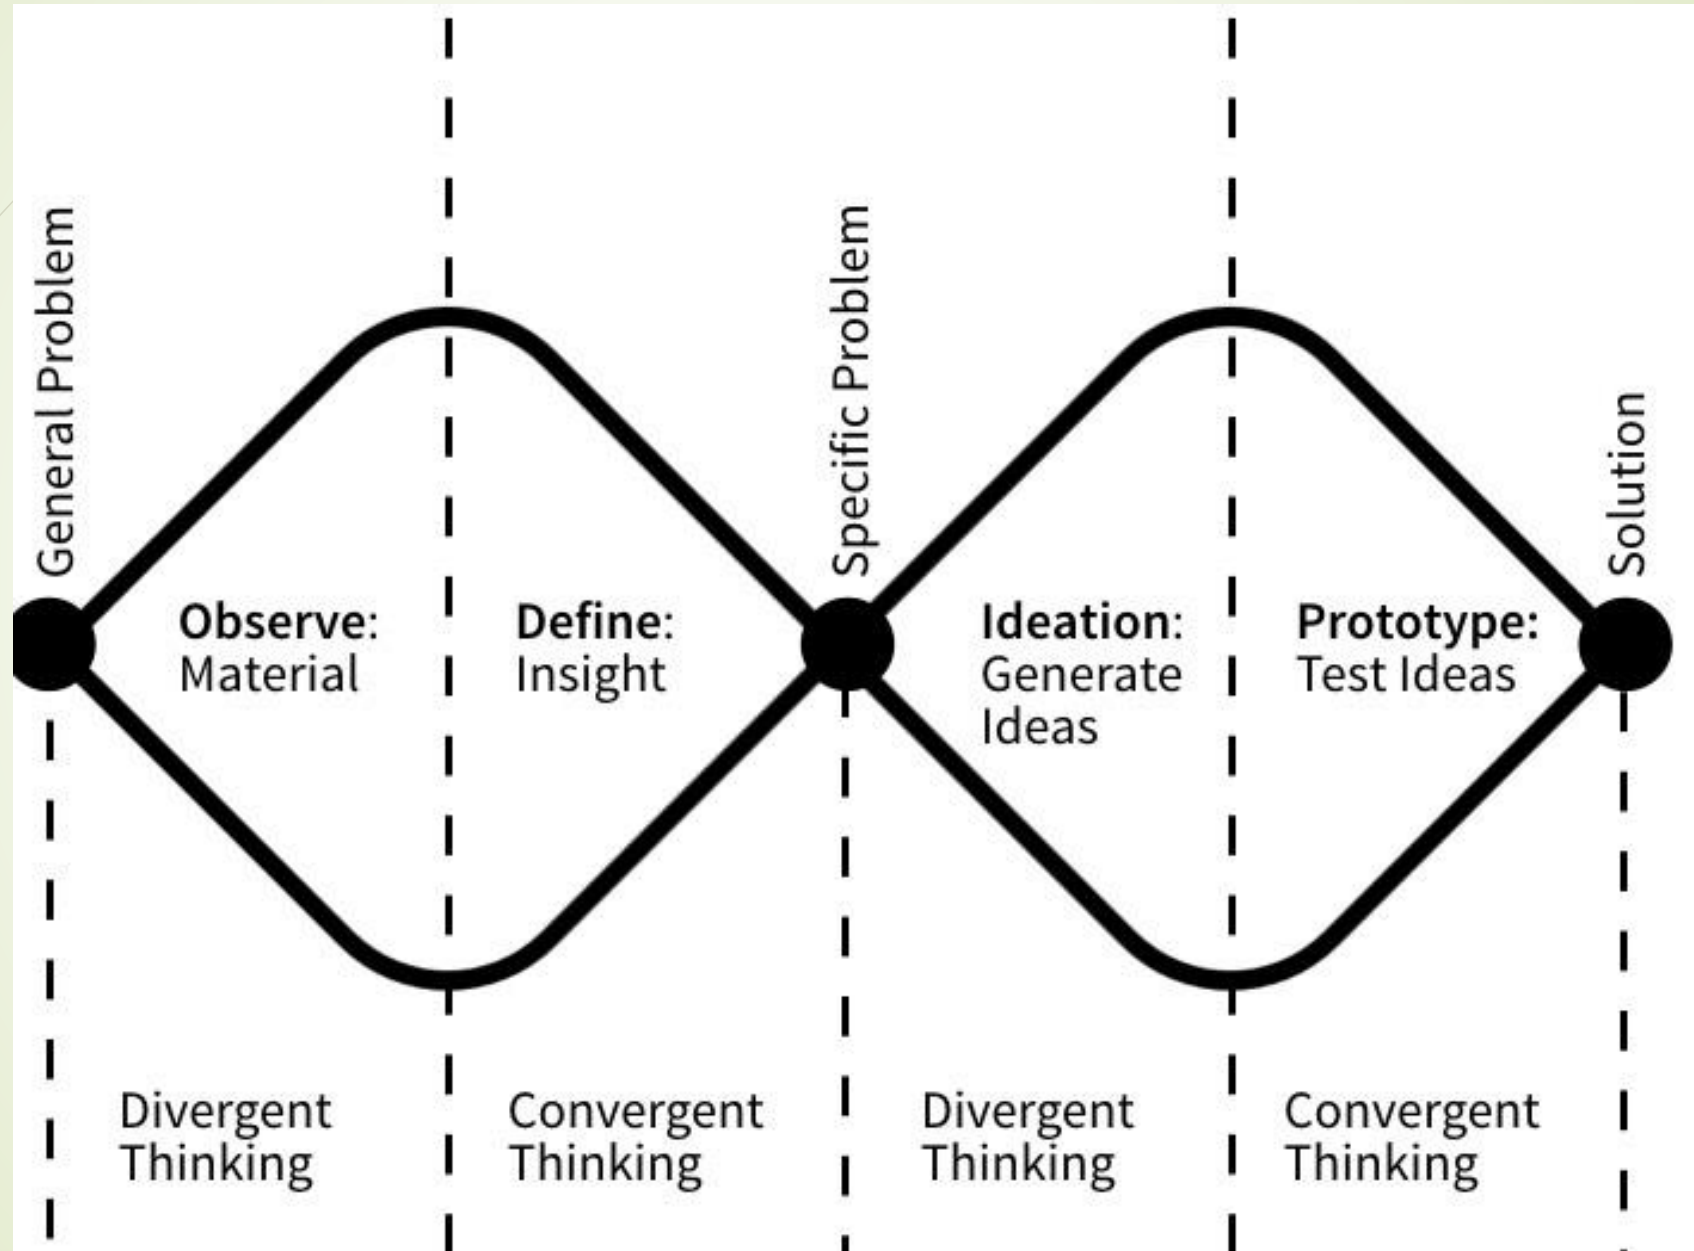 General Problem
Specific Problem
Solution
Observe:
Material
Define:
Insight
Ideation:
Generate
Ideas
Prototype:
Test Ideas
Divergent
Thinking
Convergent
Thinking
Divergent
Thinking
Convergent
Thinking